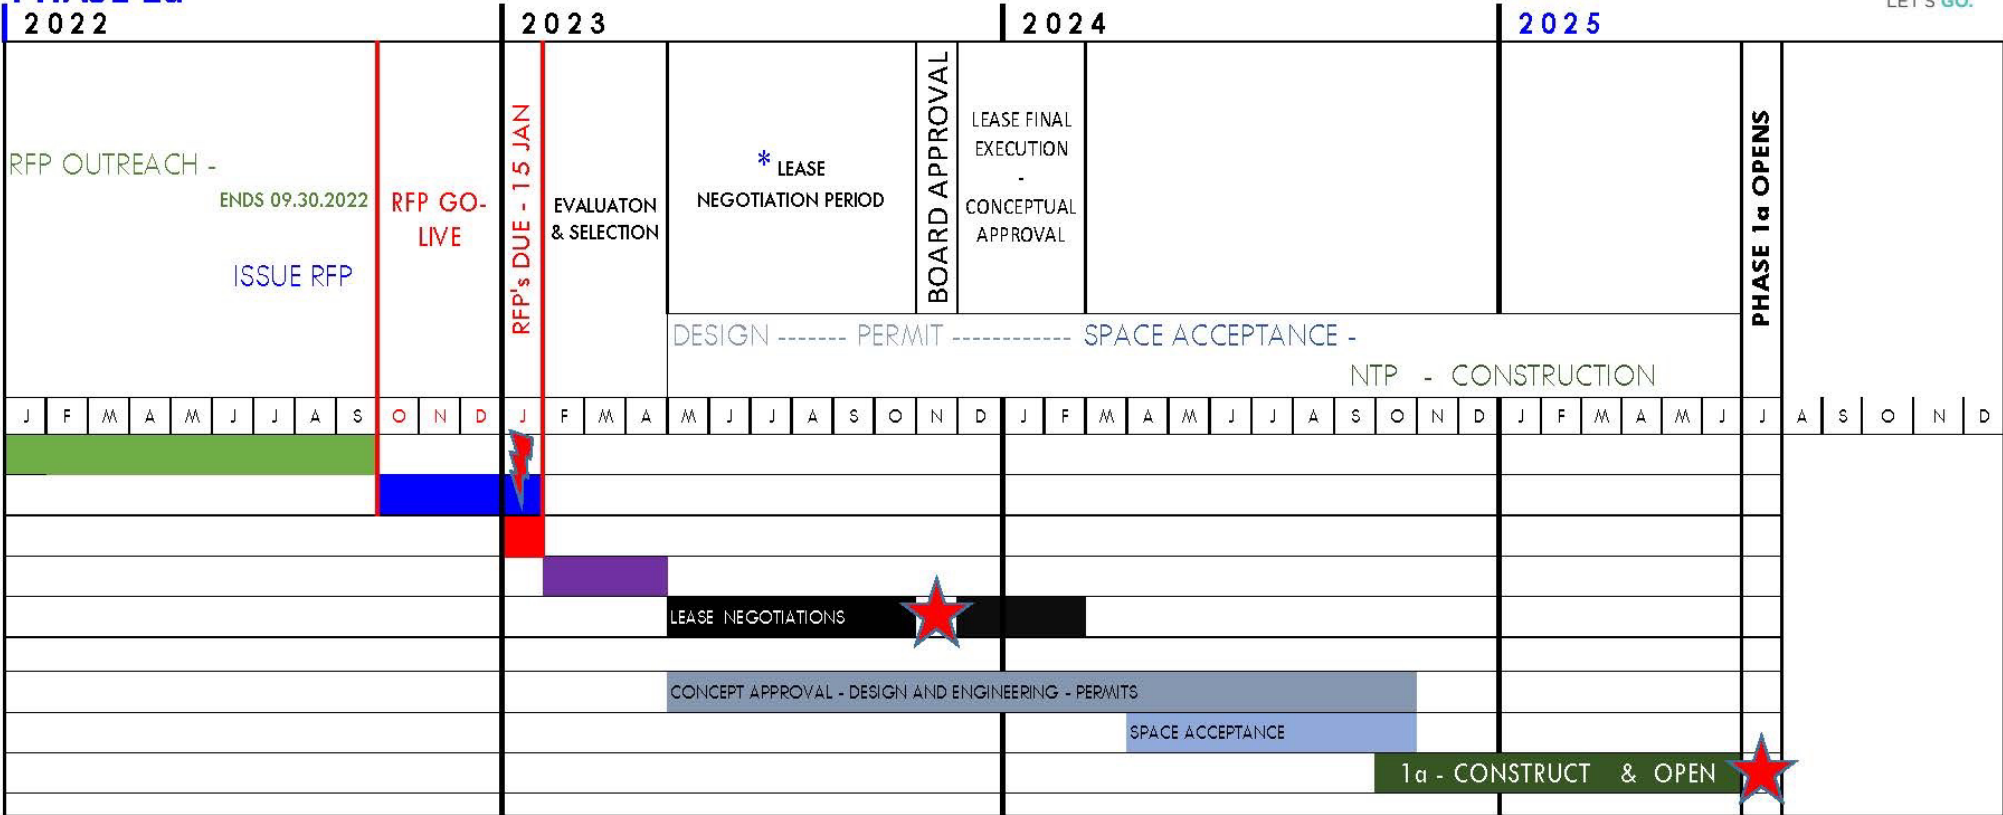 2022
2023
2024
2025
LET'S GO.
RFP OUTREACH -
ENDS 09.30.2022
ISSUE RFP
RFP GO-
LIVE
RFP's DUE - 15 JAN
EVALUATON
& SELECTION
* LEASE
NEGOTIATION PERIOD
BOARD APPROVAL
LEASE FINAL
EXECUTION
-
CONCEPTUAL
APPROVAL
PHASE 1a OPENS
DESIGN ------- PERMIT ------------ SPACE ACCEPTANCE -
NTP - CONSTRUCTION
J F M A M J J A S O N D J F M A M J J A S O N D J F M A M J J A S O N D J F M A M J J A S O N D
LEASE NEGOTIATIONS
CONCEPT APPROVAL - DESIGN AND ENGINEERING - PERMITS
SPACE ACCEPTANCE
1a - CONSTRUCT & OPEN